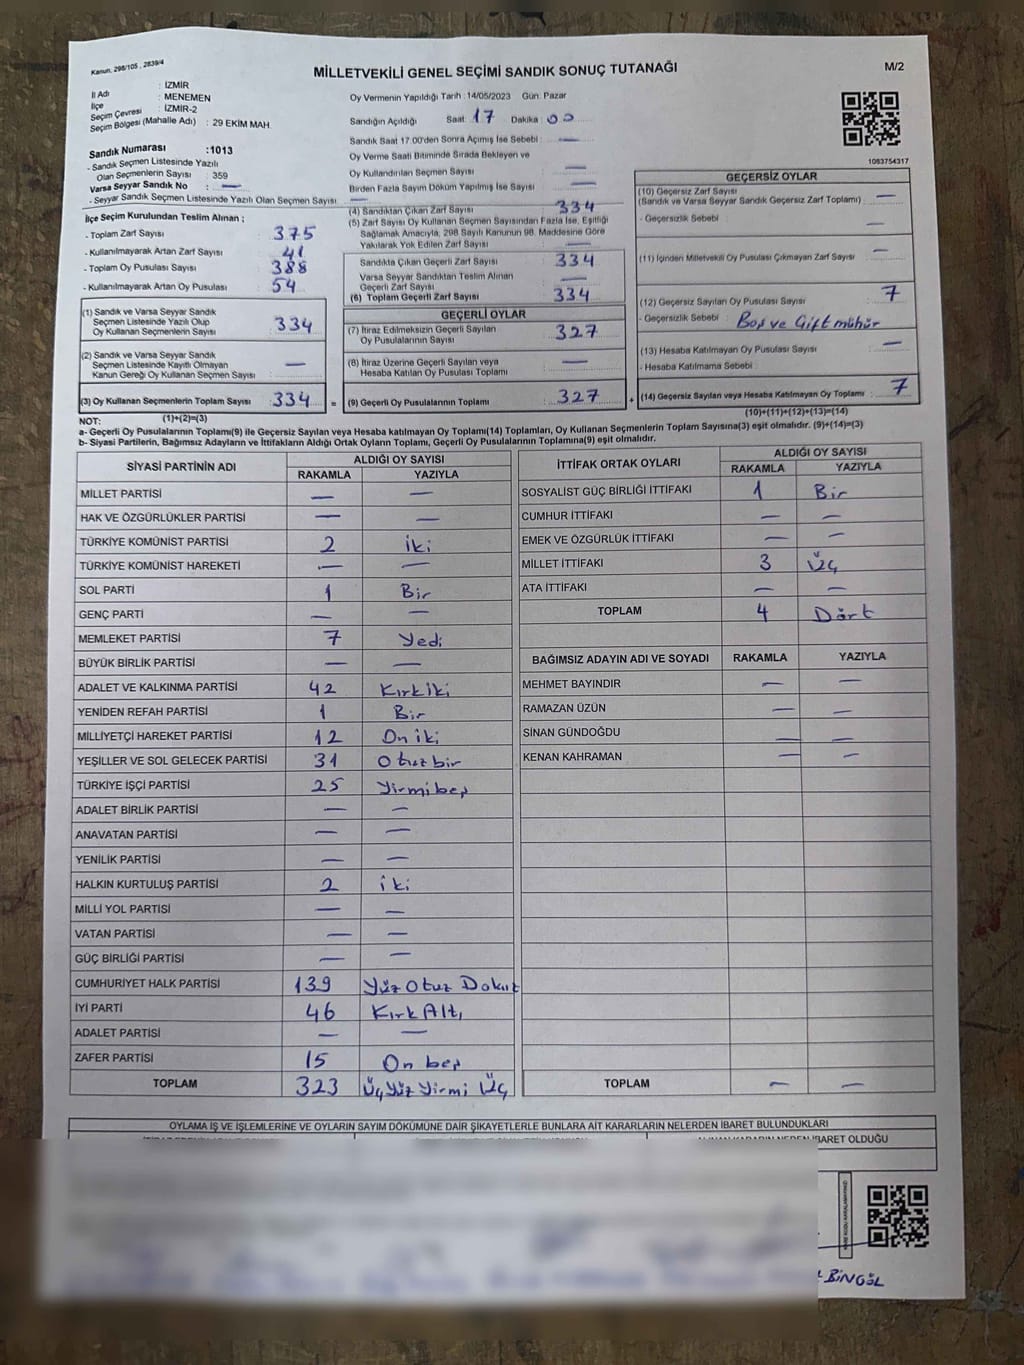 Kanun, 298/105 , 2839/4
MİLLETVEKİLİ GENEL SEÇİMİ SANDIK SONUÇ TUTANAĞI
M/2
İl Adı : İZMİR
İlçe : MENEMEN
Seçim Çevresi : İZMİR-2
Seçim Bölgesi (Mahalle Adı) : 29 EKİM MAH.
Sandık Numarası :1013
- Sandık Seçmen Listesinde Yazılı
Olan Seçmenlerin Sayısı : 359
Varsa Seyyar Sandık No : —
- Seyyar Sandık Seçmen Listesinde Yazılı Olan Seçmen Sayısı : —
İlçe Seçim Kurulundan Teslim Alınan ;
- Toplam Zarf Sayısı : 375
- Kullanılmayarak Artan Zarf Sayısı : 41
- Toplam Oy Pusulası Sayısı : 388
- Kullanılmayarak Artan Oy Pusulası : 54
Oy Vermenin Yapıldığı Tarih : 14/05/2023 Gün: Pazar
Sandığın Açıldığı Saat : 17 Dakika : 00
Sandık Saat 17.00'den Sonra Açımış İse Sebebi : —
Oy Verme Saati Bitiminde Sırada Bekleyen ve
Oy Kullandırılan Seçmen Sayısı : —
Birden Fazla Sayım Döküm Yapılmış İse Sayısı : —
(4) Sandıktan Çıkan Zarf Sayısı : 334
(5) Zarf Sayısı Oy Kullanan Seçmen Sayısından Fazla İse, Eşitliği
Sağlamak Amacıyla, 298 Sayılı Kanunun 98. Maddesine Göre
Yakılarak Yok Edilen Zarf Sayısı : —
Sandıkta Çıkan Geçerli Zarf Sayısı : 334
Varsa Seyyar Sandıktan Teslim Alınan
Geçerli Zarf Sayısı : —
(6) Toplam Geçerli Zarf Sayısı : 334
1083754317
GEÇERSİZ OYLAR
(10) Geçersiz Zarf Sayısı
(Sandık ve Varsa Seyyar Sandık Geçersiz Zarf Toplamı) : —
- Geçersizlik Sebebi : —
(11) İçinden Milletvekili Oy Pusulası Çıkmayan Zarf Sayısı : —
(12) Geçersiz Sayılan Oy Pusulası Sayısı : 7
- Geçersizlik Sebebi : Boş ve Çift mühür
(13) Hesaba Katılmayan Oy Pusulası Sayısı : —
- Hesaba Katılmama Sebebi
(14) Geçersiz Sayılan veya Hesaba Katılmayan Oy Toplamı : 7
(10)+(11)+(12)+(13)=(14)
(1) Sandık ve Varsa Seyyar Sandık
Seçmen Listesinde Yazılı Olup
Oy Kullanan Seçmenlerin Sayısı : 334
(2) Sandık ve Varsa Seyyar Sandık
Seçmen Listesinde Kayıtlı Olmayan
Kanun Gereği Oy Kullanan Seçmen Sayısı : —
(3) Oy Kullanan Seçmenlerin Toplam Sayısı : 334 =
(1)+(2)=(3)
GEÇERLİ OYLAR
(7) İtiraz Edilmeksizin Geçerli Sayılan
Oy Pusulalarının Sayısı : 327
(8) İtiraz Üzerine Geçerli Sayılan veya
Hesaba Katılan Oy Pusulası Toplamı : —
(9) Geçerli Oy Pusulalarının Toplamı : 327 +
NOT:
a- Geçerli Oy Pusulalarının Toplamı(9) ile Geçersiz Sayılan veya Hesaba katılmayan Oy Toplamı(14) Toplamları, Oy Kullanan Seçmenlerin Toplam Sayısına(3) eşit olmalıdır. (9)+(14)=(3)
b- Siyasi Partilerin, Bağımsız Adayların ve İttifakların Aldığı Ortak Oyların Toplamı, Geçerli Oy Pusulalarının Toplamına(9) eşit olmalıdır.
SİYASİ PARTİNİN ADI ALDIĞI OY SAYISI
RAKAMLA YAZIYLA
MİLLET PARTİSİ — —
HAK VE ÖZGÜRLÜKLER PARTİSİ — —
TÜRKİYE KOMÜNİST PARTİSİ 2 iki
TÜRKİYE KOMÜNİST HAREKETİ — —
SOL PARTİ 1 Bir
GENÇ PARTİ — —
MEMLEKET PARTİSİ 7 Yedi
BÜYÜK BİRLİK PARTİSİ — —
ADALET VE KALKINMA PARTİSİ 42 Kırkiki
YENİDEN REFAH PARTİSİ 1 Bir
MİLLİYETÇİ HAREKET PARTİSİ 12 On iki
YEŞİLLER VE SOL GELECEK PARTİSİ 31 Otuzbir
TÜRKİYE İŞÇİ PARTİSİ 25 Yirmibeş
ADALET BİRLİK PARTİSİ — —
ANAVATAN PARTİSİ — —
YENİLİK PARTİSİ — —
HALKIN KURTULUŞ PARTİSİ 2 iki
MİLLİ YOL PARTİSİ — —
VATAN PARTİSİ — —
GÜÇ BİRLİĞİ PARTİSİ — —
CUMHURİYET HALK PARTİSİ 139 Yüz Otuz Dokuz
İYİ PARTİ 46 Kırk Altı
ADALET PARTİSİ — —
ZAFER PARTİSİ 15 On beş
TOPLAM 323 Üç Yüz Yirmi Üç
İTTİFAK ORTAK OYLARI ALDIĞI OY SAYISI
RAKAMLA YAZIYLA
SOSYALİST GÜÇ BİRLİĞİ İTTİFAKI 1 Bir
CUMHUR İTTİFAKI — —
EMEK VE ÖZGÜRLÜK İTTİFAKI — —
MİLLET İTTİFAKI 3 Üç
ATA İTTİFAKI — —
TOPLAM 4 Dört
BAĞIMSIZ ADAYIN ADI VE SOYADI RAKAMLA YAZIYLA
MEHMET BAYINDIR — —
RAMAZAN ÜZÜN — —
SİNAN GÜNDOĞDU — —
KENAN KAHRAMAN — —
TOPLAM — —
OYLAMA İŞ VE İŞLEMLERİNE VE OYLARIN SAYIM DÖKÜMÜNE DAİR ŞİKAYETLERLE BUNLARA AİT KARARLARIN NELERDEN İBARET BULUNDUKLARI
İBARET OLDUĞU
BİNGÖL